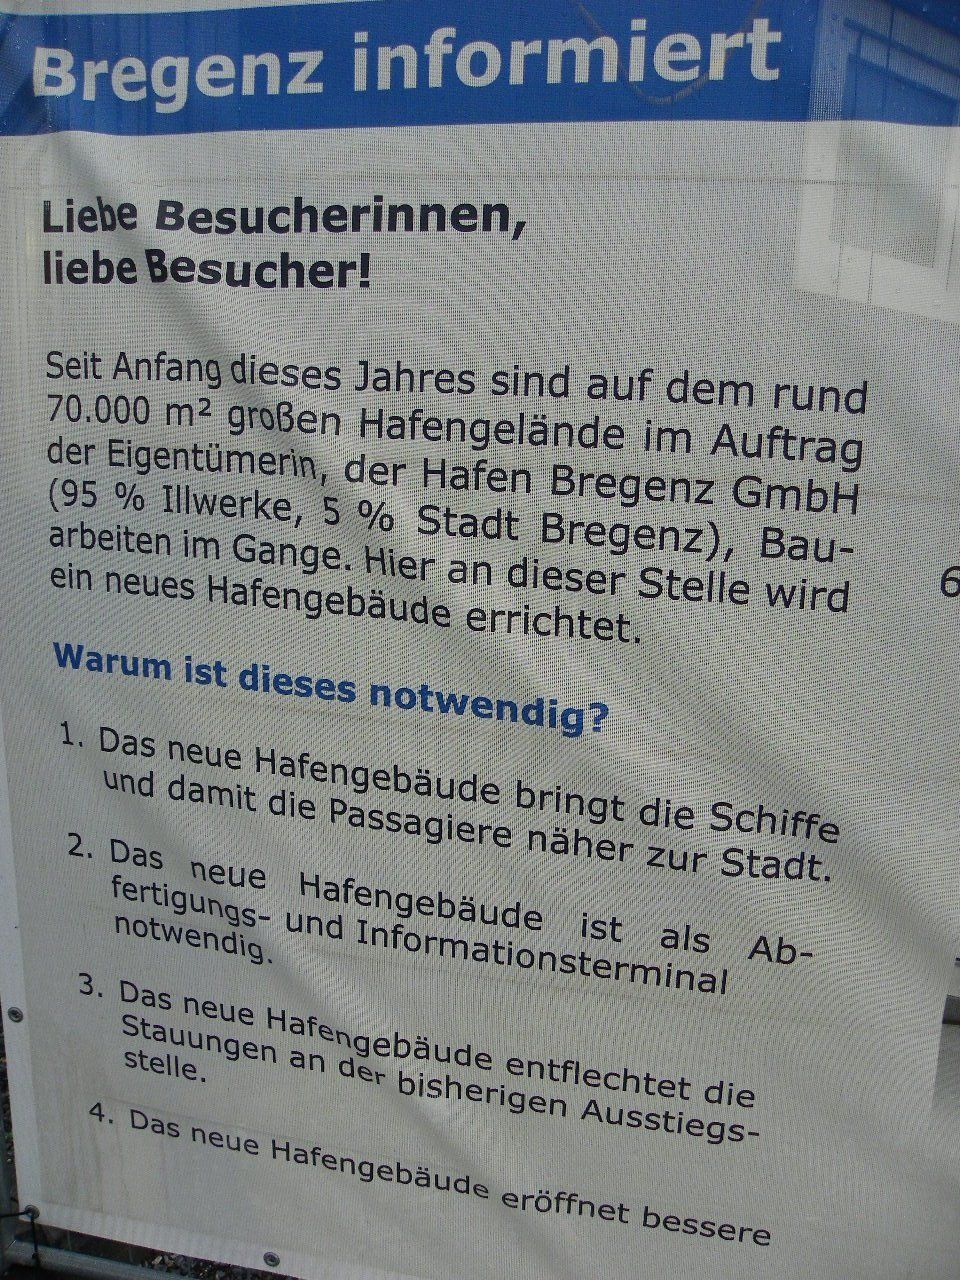 Bregenz informiert
Liebe Besucherinnen,
liebe Besucher!
Seit Anfang dieses Jahres sind auf dem rund
70.000 m² großen Hafengelände im Auftrag
der Eigentümerin, der Hafen Bregenz GmbH
(95 % Illwerke, 5 % Stadt Bregenz), Bau-
arbeiten im Gange. Hier an dieser Stelle wird
ein neues Hafengebäude errichtet.
Warum ist dieses notwendig?
1. Das neue Hafengebäude bringt die Schiffe
und damit die Passagiere näher zur Stadt.
2. Das neue Hafengebäude ist als Ab-
fertigungs- und Informationsterminal
notwendig.
3. Das neue Hafengebäude entflechtet die
Stauungen an der bisherigen Ausstiegs-
stelle.
4. Das neue Hafengebäude eröffnet bessere
6